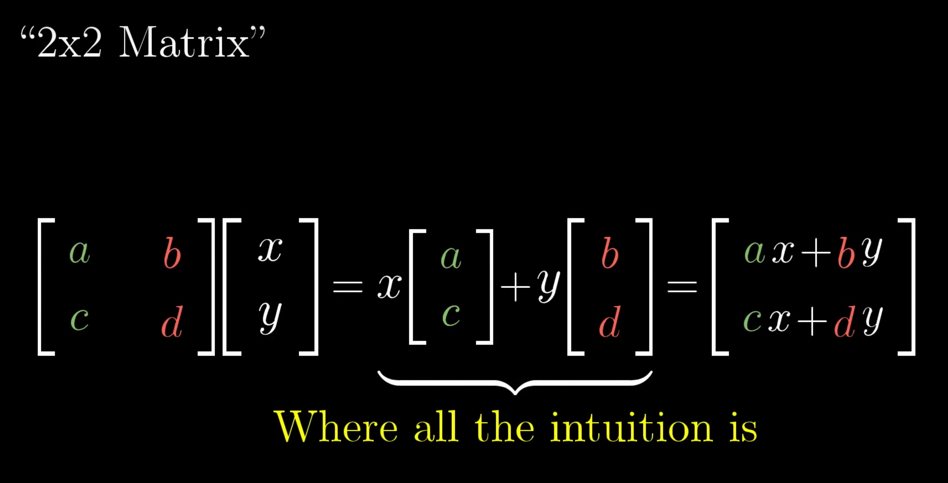 “2x2 Matrix”
[a b; c d] [x; y] = x [a; c] + y [b; d] = [ax+by; cx+dy]
Where all the intuition is